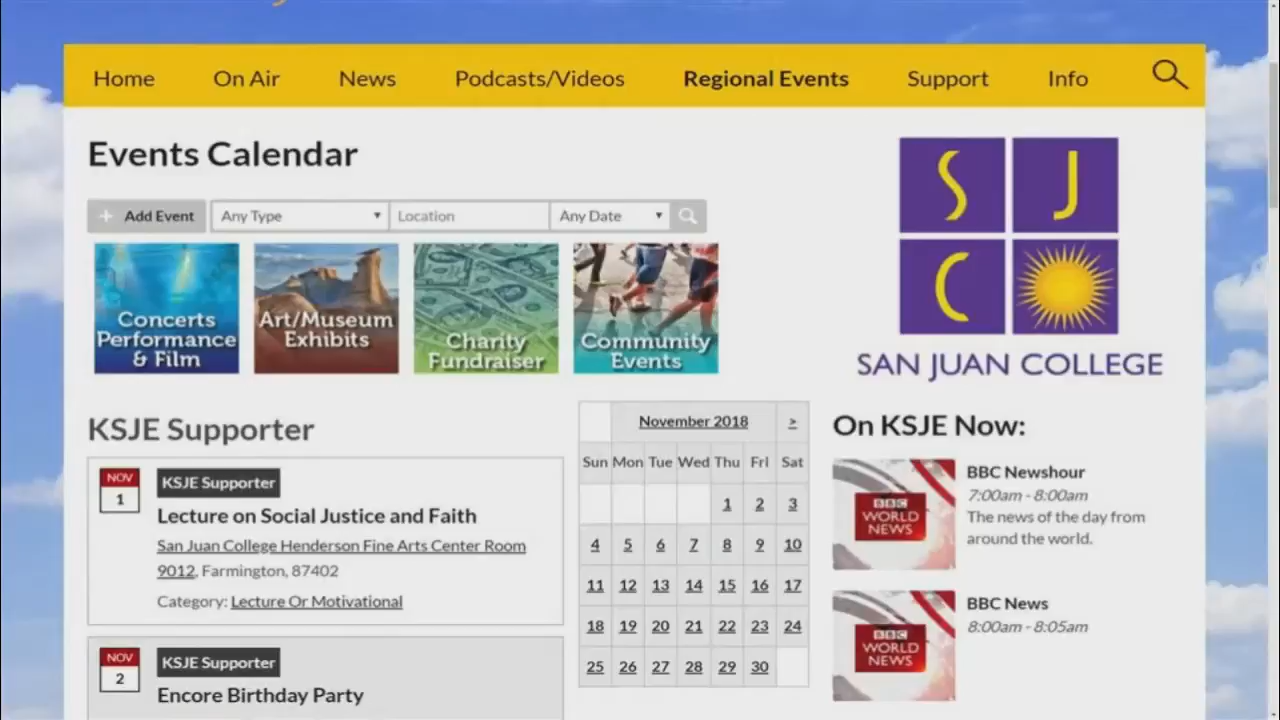 Home On Air News Podcasts/Videos Regional Events Support Info
Events Calendar
+ Add Event Any Type Location Any Date
Concerts
Performance
& Film
Art/Museum
Exhibits
Charity
Fundraiser
Community
Events
S J
C
SAN JUAN COLLEGE
KSJE Supporter
NOV
1
KSJE Supporter
Lecture on Social Justice and Faith
San Juan College Henderson Fine Arts Center Room
9012, Farmington, 87402
Category: Lecture Or Motivational
NOV
2
KSJE Supporter
Encore Birthday Party
November 2018 >
Sun Mon Tue Wed Thu Fri Sat
1 2 3
4 5 6 7 8 9 10
11 12 13 14 15 16 17
18 19 20 21 22 23 24
25 26 27 28 29 30
On KSJE Now:
BBC
WORLD
NEWS
BBC Newshour
7:00am - 8:00am
The news of the day from
around the world.
BBC
WORLD
NEWS
BBC News
8:00am - 8:05am